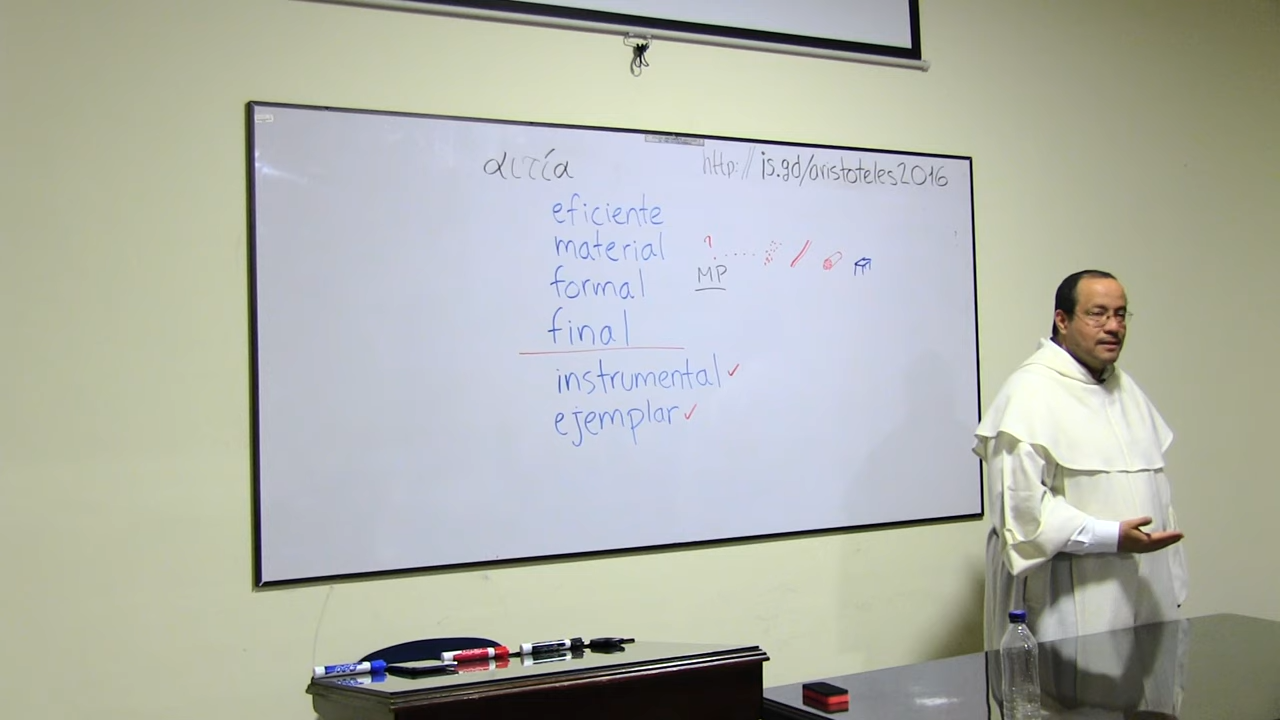 αιτία
http://is.gd/aristoteles2016
eficiente
material
?
formal
MP
final
instrumental ✓
ejemplar ✓